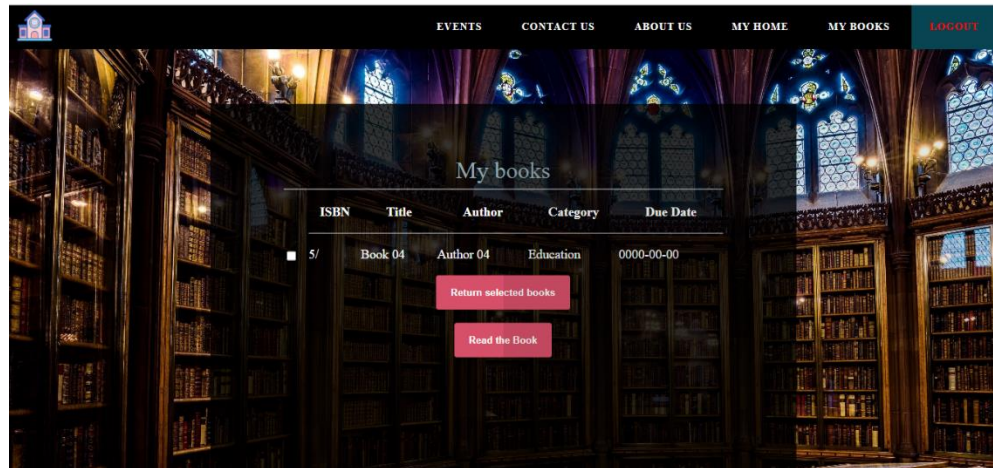 EVENTS CONTACT US ABOUT US MY HOME MY BOOKS LOGOUT
My books
ISBN Title Author Category Due Date
5/ Book 04 Author 04 Education 0000-00-00
Return selected books
Read the Book